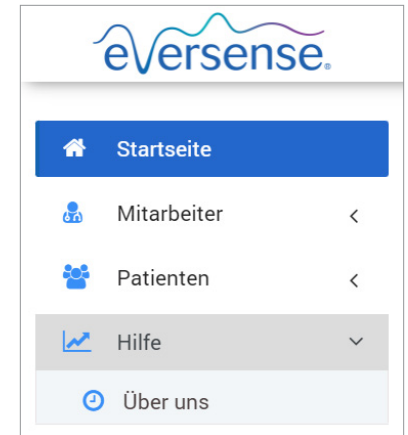 eversense®
Startseite
Mitarbeiter
Patienten
Hilfe
Über uns